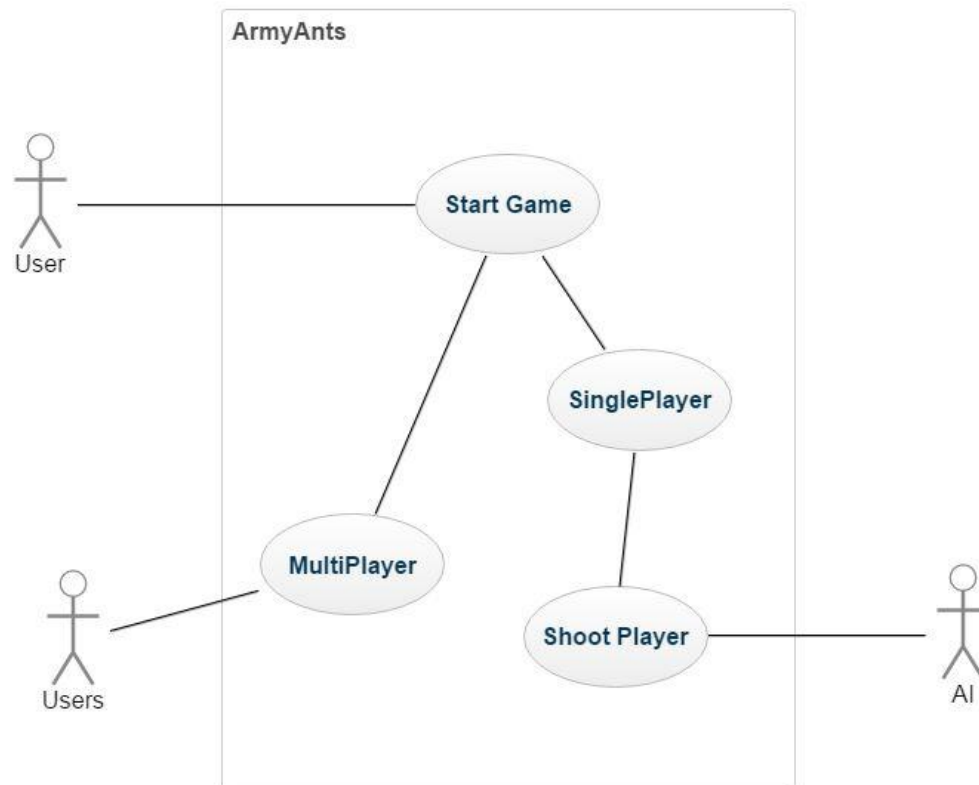 ArmyAnts
Start Game
User
SinglePlayer
MultiPlayer
Shoot Player
Users
AI